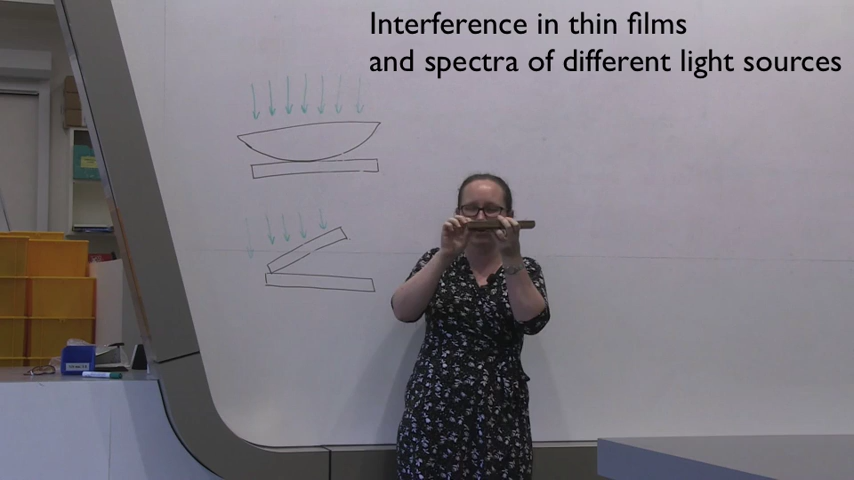 Interference in thin films
and spectra of different light sources